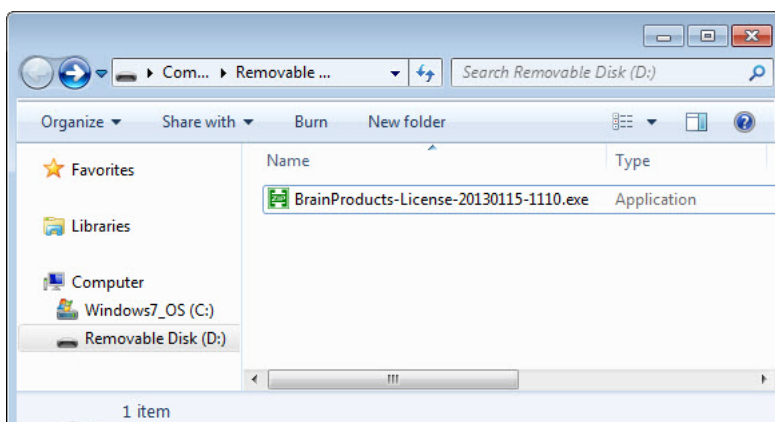 Com... Removable ... Search Removable Disk (D:)
Organize Share with Burn New folder
Favorites
Libraries
Computer
Windows7_OS (C:)
Removable Disk (D:)
Name Type
BrainProducts-License-20130115-1110.exe Application
1 item